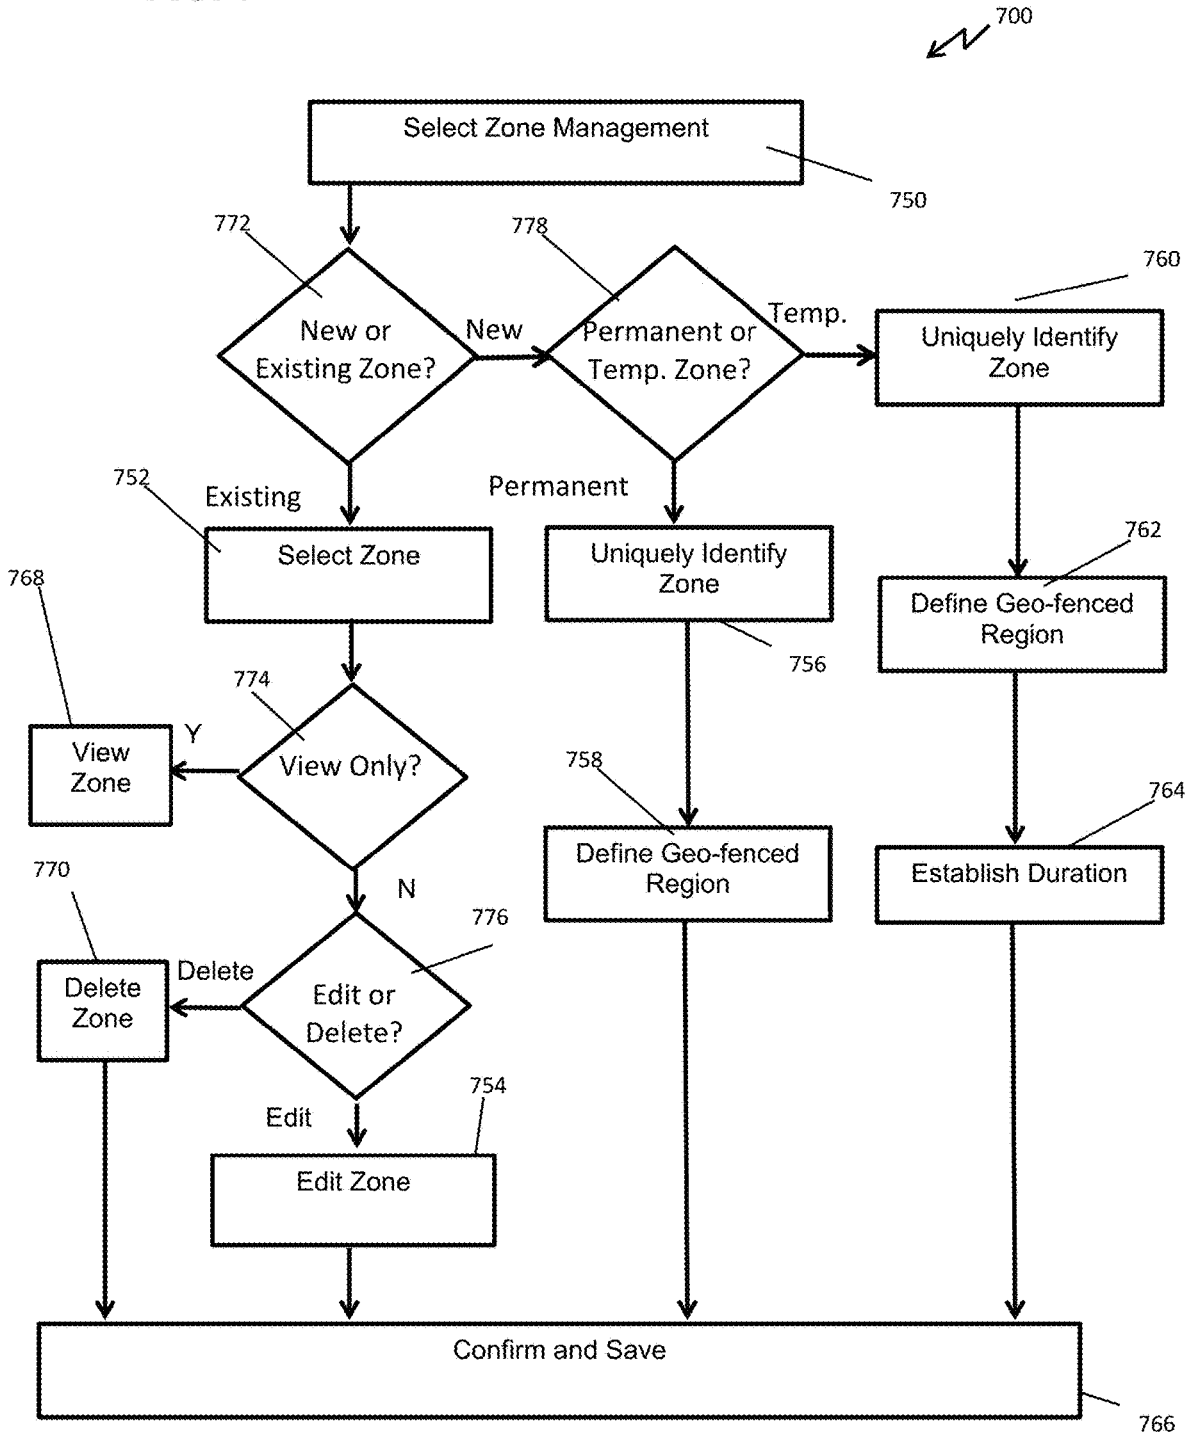 700
Select Zone Management
750
772
778
760
New or
Existing Zone?
New
Permanent or
Temp. Zone?
Temp.
Uniquely Identify
Zone
752
Existing
Permanent
Select Zone
Uniquely Identify
Zone
756
762
Define Geo-fenced
Region
768
774
View
Zone
Y
View Only?
N
758
Define Geo-fenced
Region
764
Establish Duration
770
776
Delete
Zone
Delete
Edit or
Delete?
754
Edit
Edit Zone
Confirm and Save
766